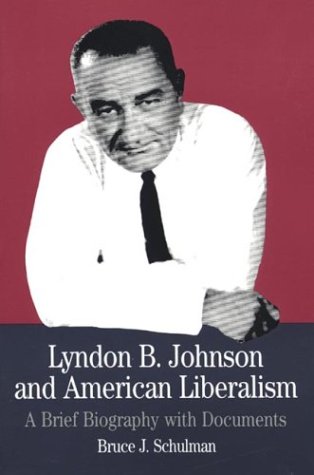 Lyndon B. Johnson
and American Liberalism
A Brief Biography with Documents
Bruce J. Schulman